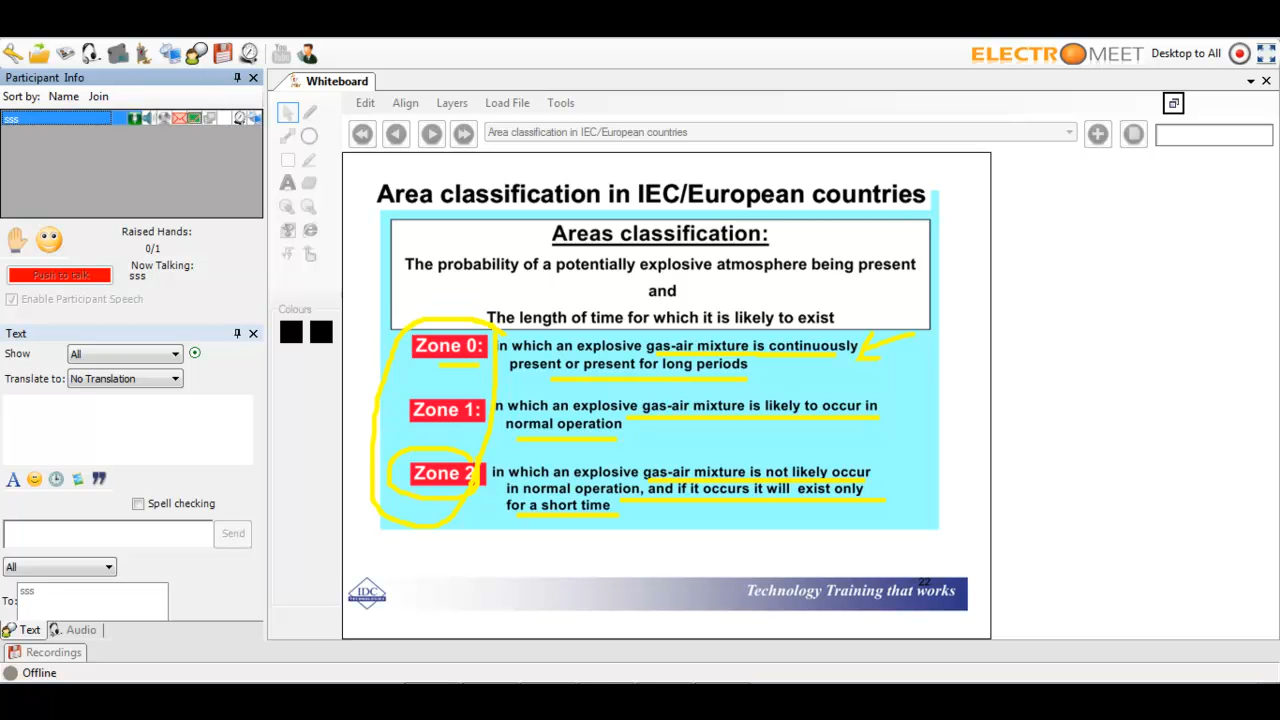 ELECTR MEET
Desktop to All
Participant Info
Whiteboard
Sort by: Name Join
sss
Edit Align Layers Load File Tools
Area classification in IEC/European countries
Area classification in IEC/European countries
Areas classification:
The probability of a potentially explosive atmosphere being present
and
The length of time for which it is likely to exist
Zone 0: in which an explosive gas-air mixture is continuously
present or present for long periods
Zone 1: in which an explosive gas-air mixture is likely to occur in
normal operation
Zone 2 in which an explosive gas-air mixture is not likely occur
in normal operation, and if it occurs it will exist only
for a short time
22
IDC
TECHNOLOGIES
Technology Training that works
You
Colours
Raised Hands:
0/1
Now Talking:
sss
Push to talk
Enable Participant Speech
Text
Show All
Translate to: No Translation
Spell checking
Send
All
To: sss
Text Audio
Recordings
Offline